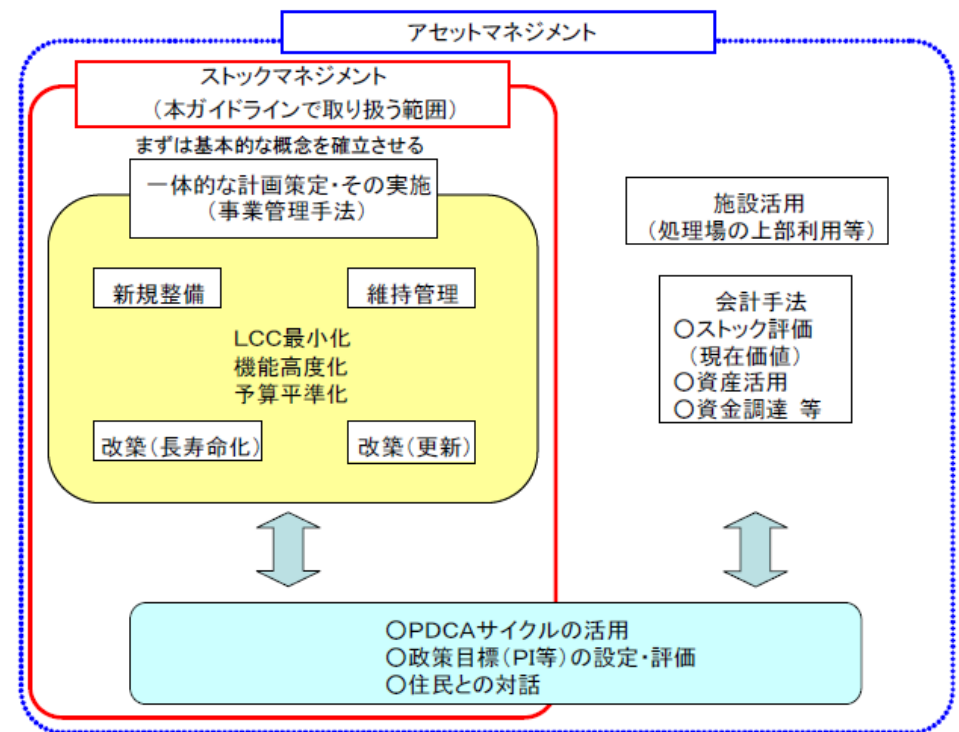 アセットマネジメント
ストックマネジメント
（本ガイドラインで取り扱う範囲）
まずは基本的な概念を確立させる
一体的な計画策定・その実施
（事業管理手法）
新規整備
維持管理
ＬＣＣ最小化
機能高度化
予算平準化
改築（長寿命化）
改築（更新）
施設活用
（処理場の上部利用等）
会計手法
○ストック評価
（現在価値）
○資産活用
○資金調達 等
○ＰＤＣＡサイクルの活用
○政策目標（ＰＩ等）の設定・評価
○住民との対話